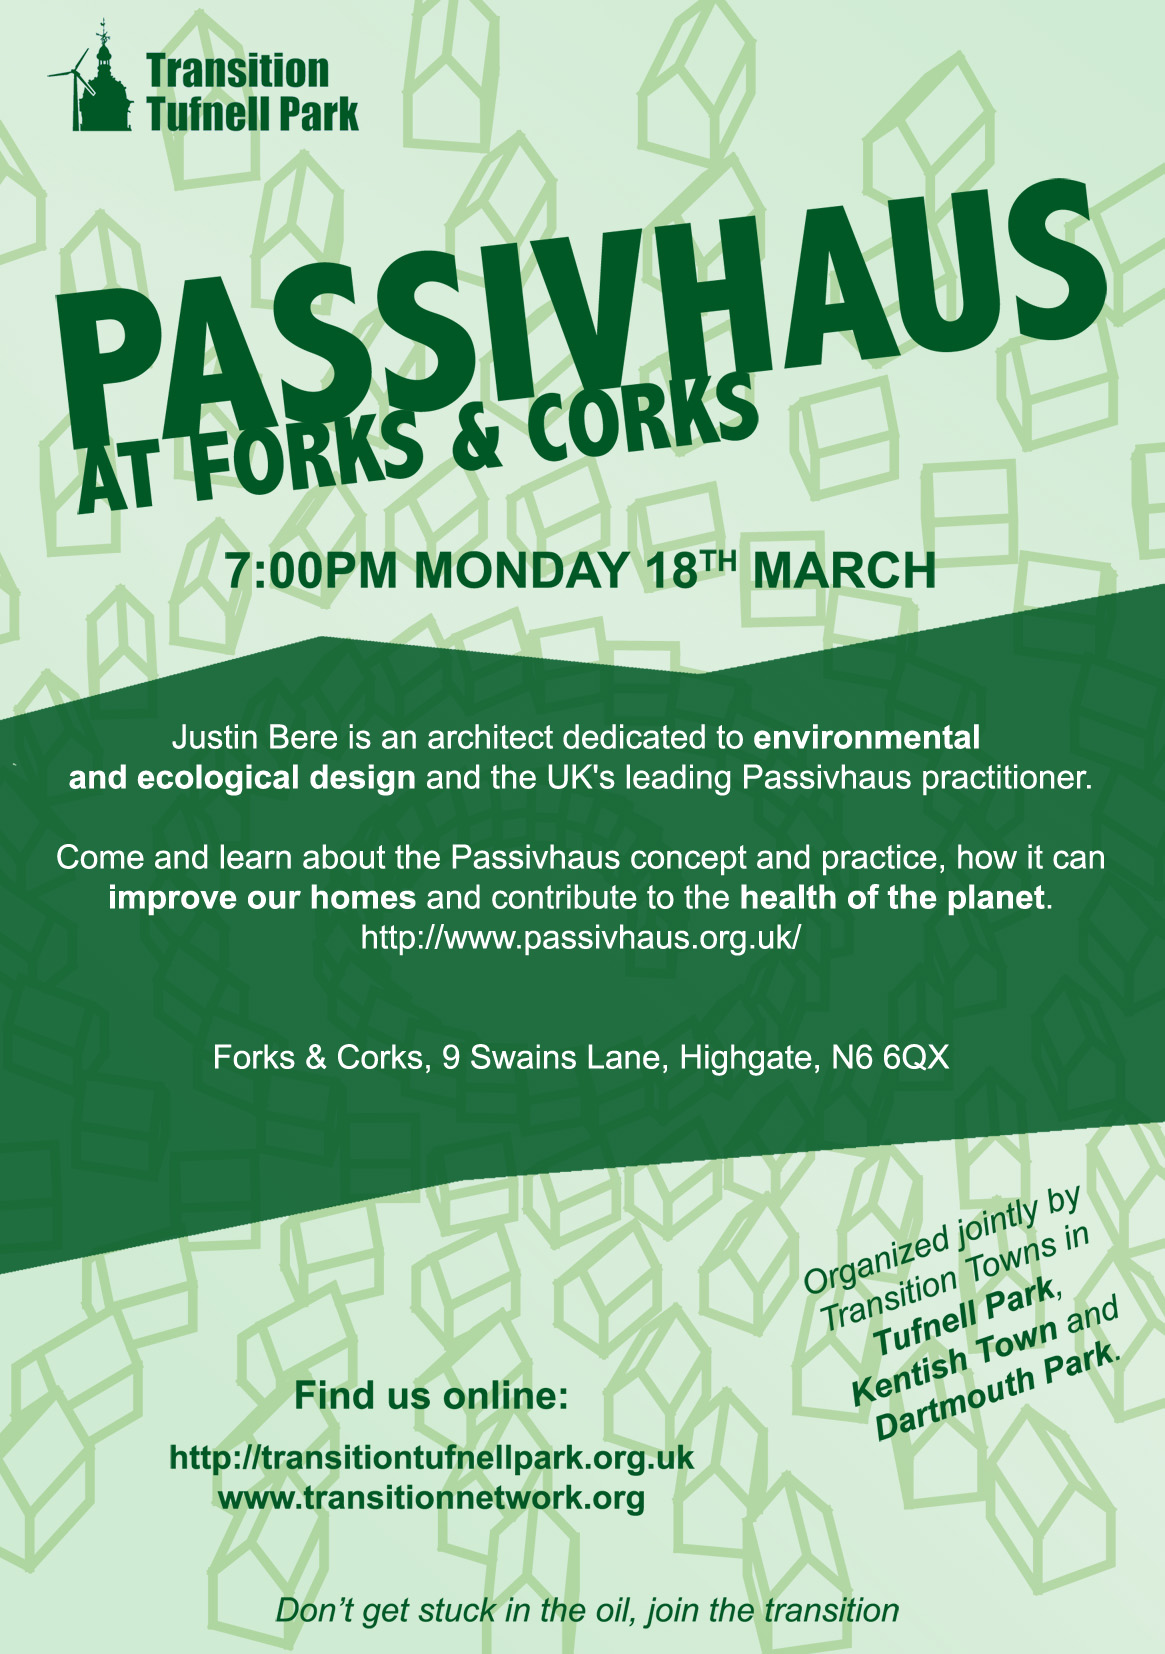 Transition
Tufnell Park
PASSIVHAUS
AT FORKS & CORKS
7:00PM MONDAY 18TH MARCH
Justin Bere is an architect dedicated to environmental
and ecological design and the UK's leading Passivhaus practitioner.
Come and learn about the Passivhaus concept and practice, how it can
improve our homes and contribute to the health of the planet.
http://www.passivhaus.org.uk/
Forks & Corks, 9 Swains Lane, Highgate, N6 6QX
Organized jointly by
Transition Towns in
Tufnell Park,
Kentish Town and
Dartmouth Park.
Find us online:
http://transitiontufnellpark.org.uk
www.transitionnetwork.org
Don't get stuck in the oil, join the transition